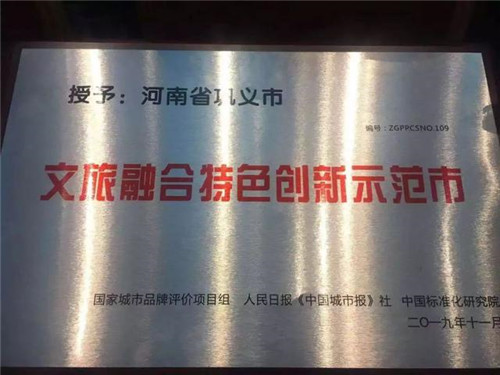 授予：河南省巩义市
编号：ZGPPCSNO.109
文旅融合特色创新示范市
国家城市品牌评价项目组 人民日报《中国城市报》社 中国标准化研究院
二〇一九年十一月